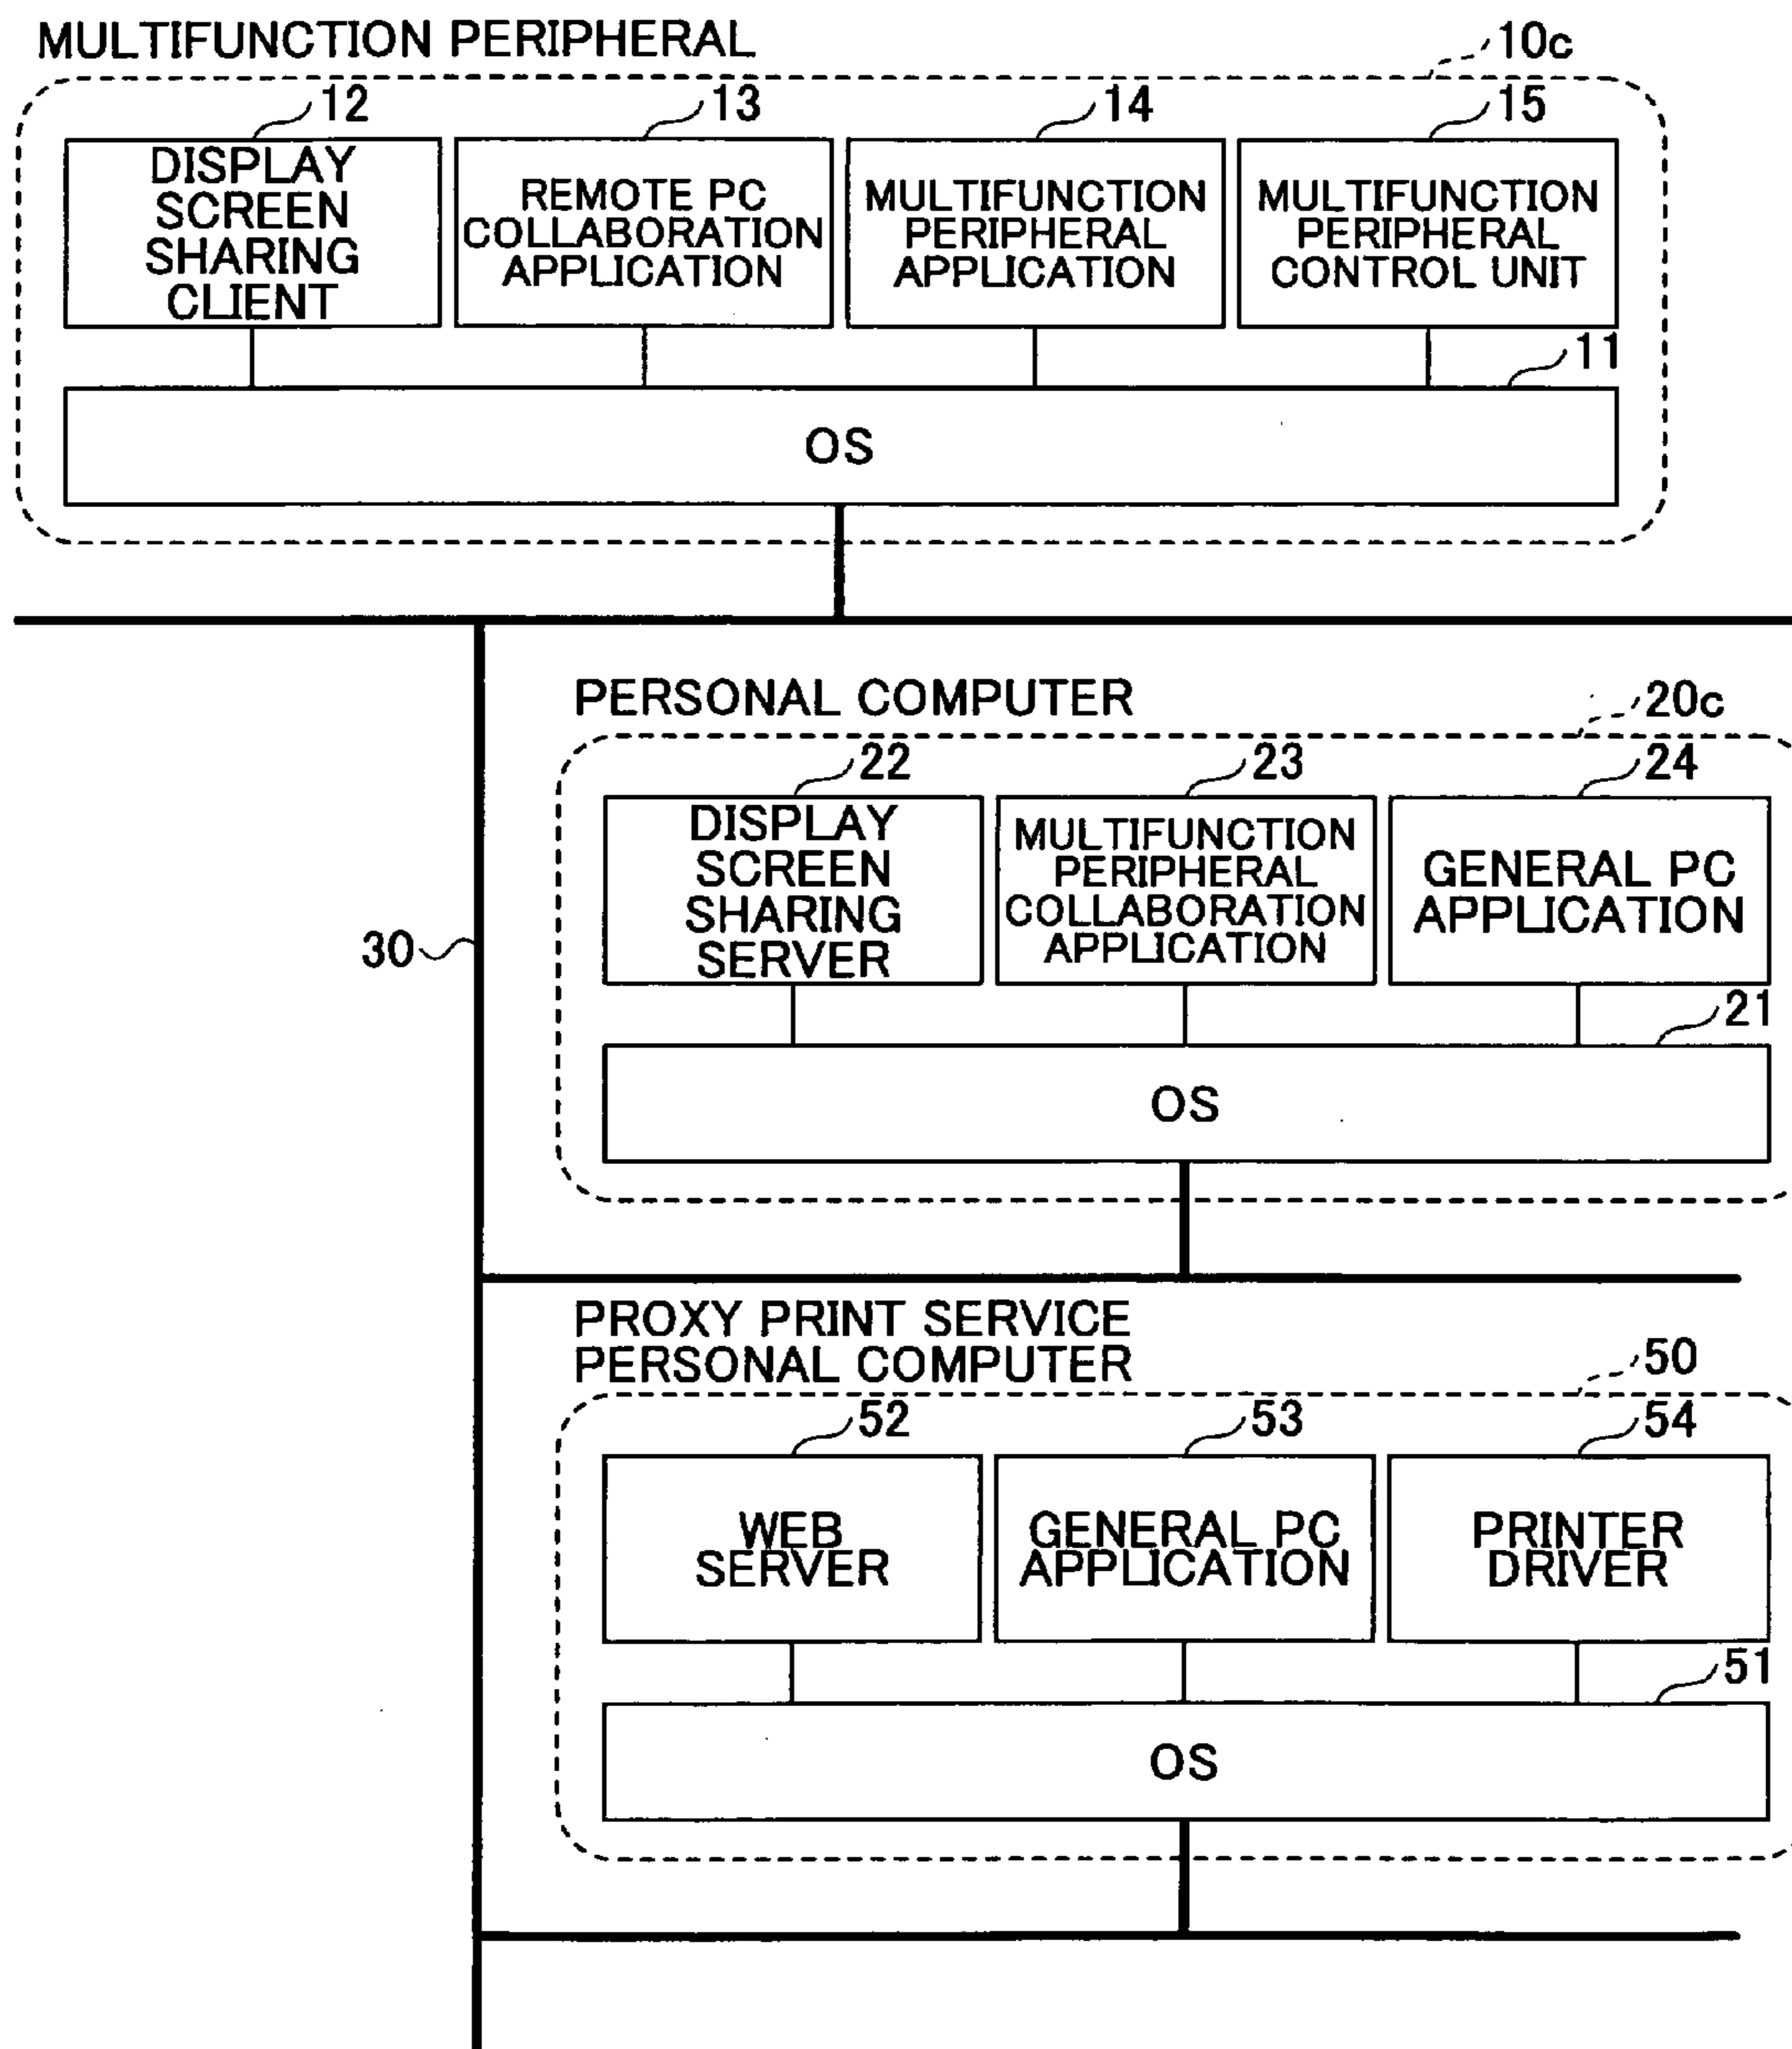 MULTIFUNCTION PERIPHERAL
10c
12
13
14
15
DISPLAY
SCREEN
SHARING
CLIENT
REMOTE PC
COLLABORATION
APPLICATION
MULTIFUNCTION
PERIPHERAL
APPLICATION
MULTIFUNCTION
PERIPHERAL
CONTROL UNIT
11
OS
PERSONAL COMPUTER
20c
22
23
24
DISPLAY
SCREEN
SHARING
SERVER
MULTIFUNCTION
PERIPHERAL
COLLABORATION
APPLICATION
GENERAL PC
APPLICATION
30
21
OS
PROXY PRINT SERVICE
PERSONAL COMPUTER
50
52
53
54
WEB
SERVER
GENERAL PC
APPLICATION
PRINTER
DRIVER
51
OS